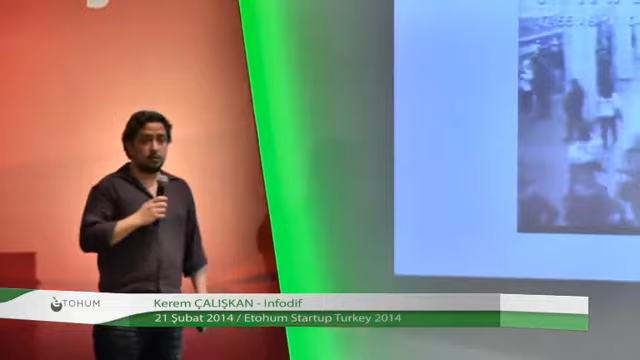 ETOHUM
Kerem ÇALIŞKAN - Infodif
21 Şubat 2014 / Etohum Startup Turkey 2014